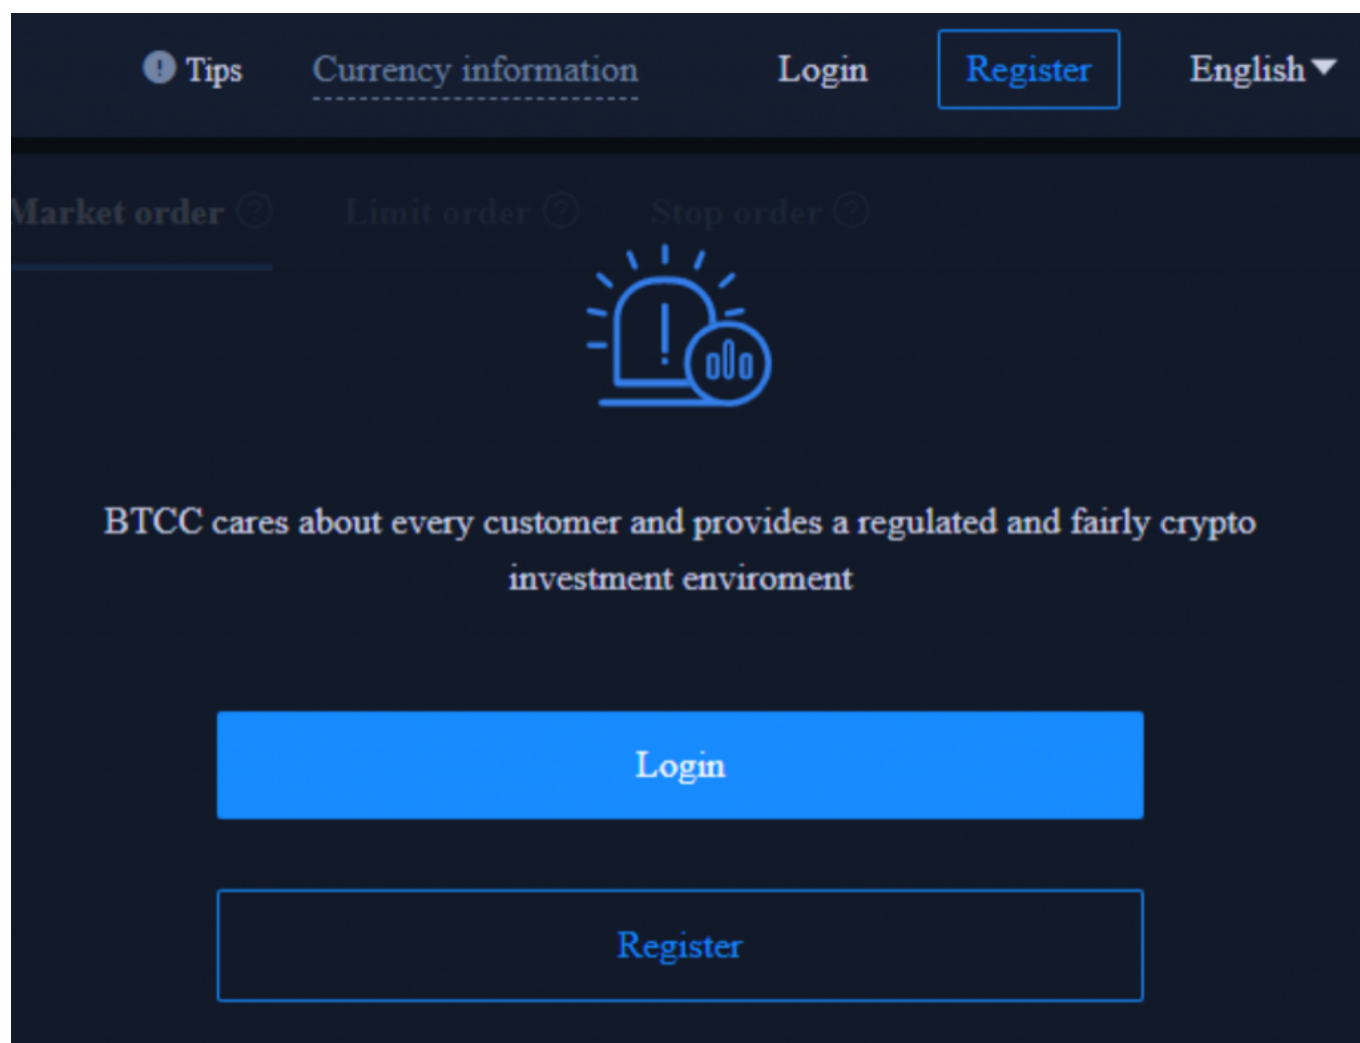 Tips Currency information Login Register English
Market order Limit order Stop order
BTCC cares about every customer and provides a regulated and fairly crypto
investment enviroment
Login
Register